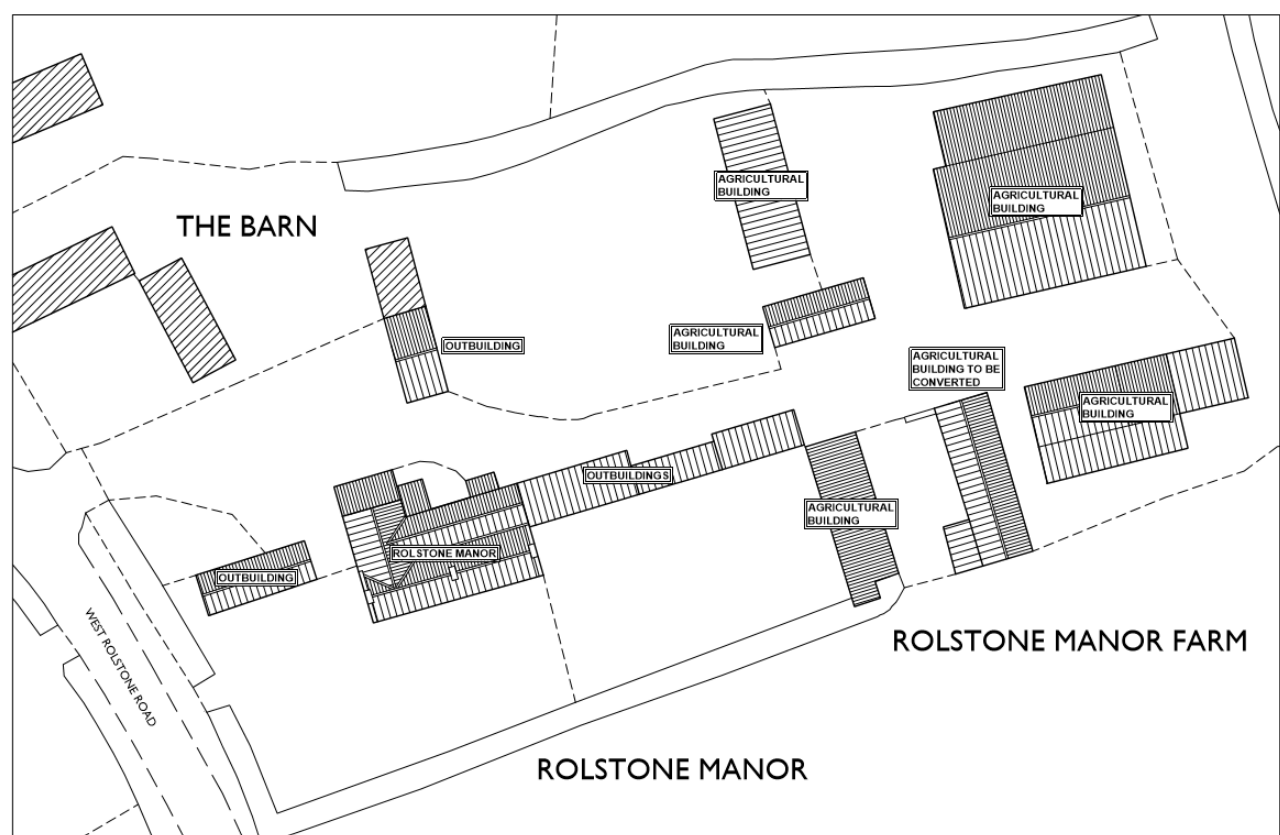 AGRICULTURAL
BUILDING
AGRICULTURAL
BUILDING
THE BARN
OUTBUILDING
AGRICULTURAL
BUILDING
AGRICULTURAL
BUILDING TO BE
CONVERTED
AGRICULTURAL
BUILDING
OUTBUILDINGS
AGRICULTURAL
BUILDING
ROLSTONE MANOR
OUTBUILDING
WEST ROLSTONE ROAD
ROLSTONE MANOR FARM
ROLSTONE MANOR